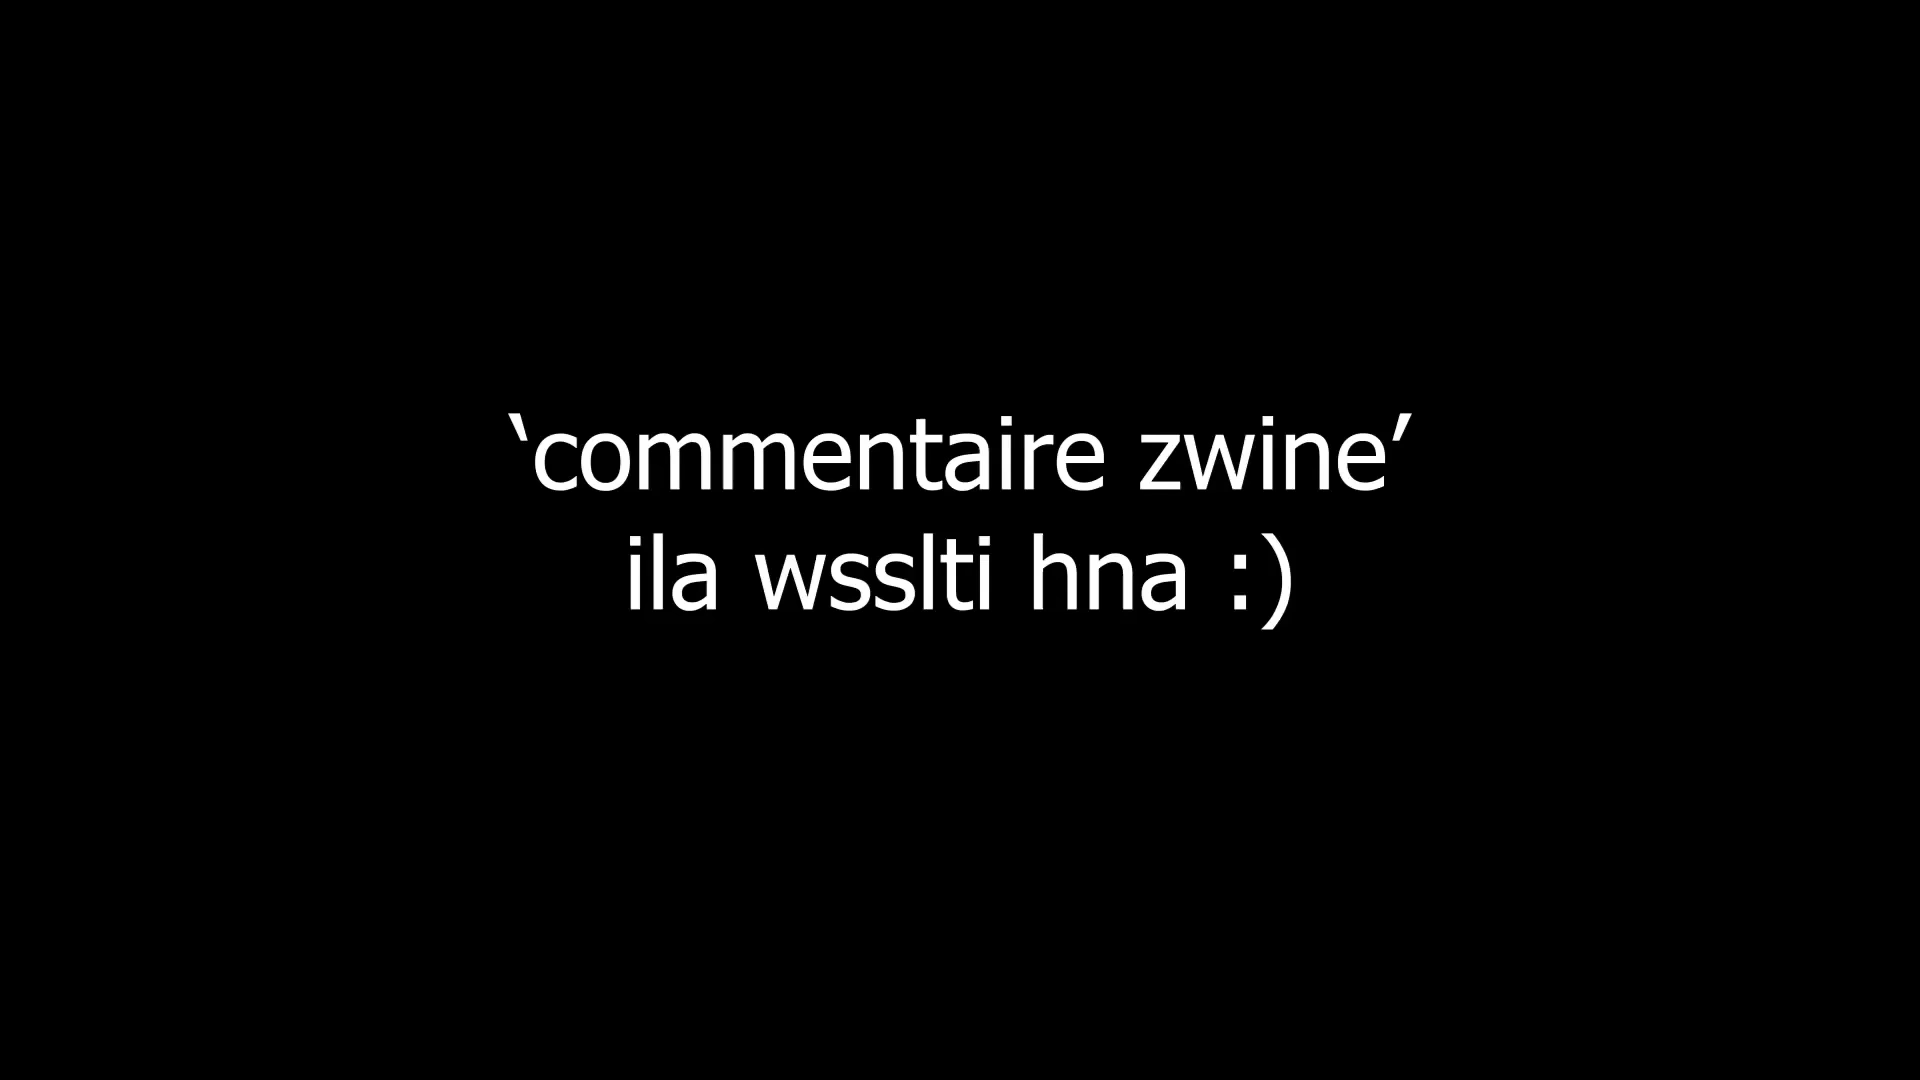 ‘commentaire zwine’
ila wsslti hna :)